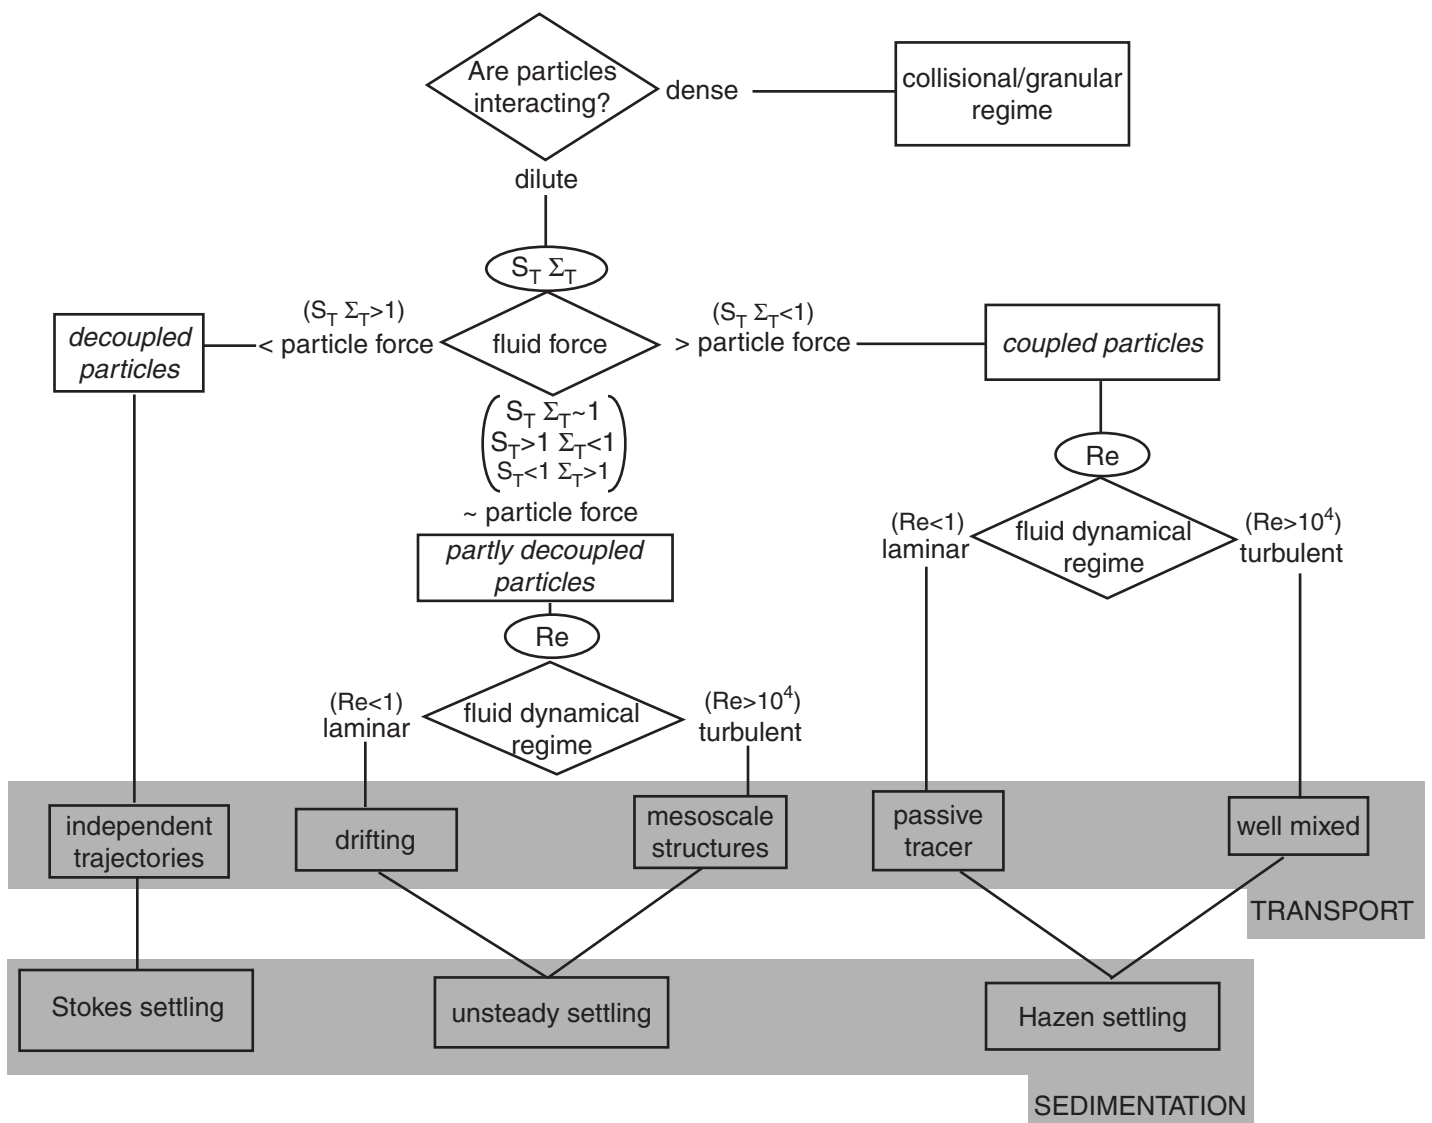 Are particles
interacting?
dense
collisional/granular
regime
dilute
S_T Σ_T
(S_T Σ_T>1)
< particle force
decoupled
particles
fluid force
(S_T Σ_T<1)
> particle force
coupled particles
S_T Σ_T~1
S_T>1 Σ_T<1
S_T<1 Σ_T>1
~ particle force
partly decoupled
particles
Re
(Re<1)
laminar
fluid dynamical
regime
(Re>10^4)
turbulent
Re
(Re<1)
laminar
fluid dynamical
regime
(Re>10^4)
turbulent
independent
trajectories
drifting
mesoscale
structures
passive
tracer
well mixed
TRANSPORT
Stokes settling
unsteady settling
Hazen settling
SEDIMENTATION